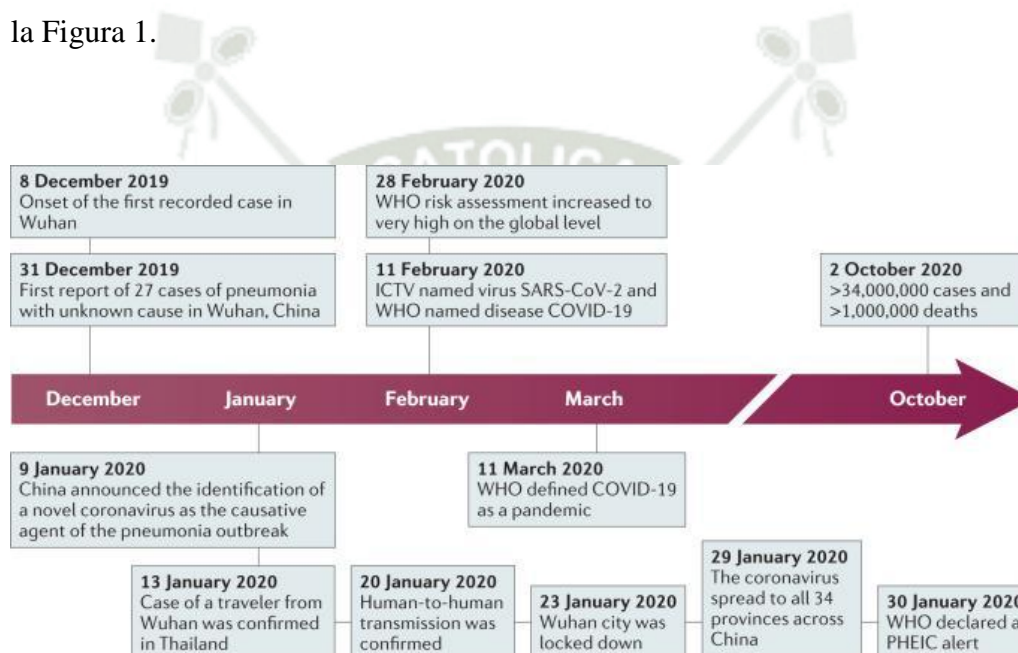 la Figura 1.
CATOLICA
8 December 2019
Onset of the first recorded case in
Wuhan
28 February 2020
WHO risk assessment increased to
very high on the global level
31 December 2019
First report of 27 cases of pneumonia
with unknown cause in Wuhan, China
11 February 2020
ICTV named virus SARS-CoV-2 and
WHO named disease COVID-19
2 October 2020
>34,000,000 cases and
>1,000,000 deaths
December January February March October
9 January 2020
China announced the identification of
a novel coronavirus as the causative
agent of the pneumonia outbreak
11 March 2020
WHO defined COVID-19
as a pandemic
13 January 2020
Case of a traveler from
Wuhan was confirmed
in Thailand
20 January 2020
Human-to-human
transmission was
confirmed
23 January 2020
Wuhan city was
locked down
29 January 2020
The coronavirus
spread to all 34
provinces across
China
30 January 2020
WHO declared a
PHEIC alert